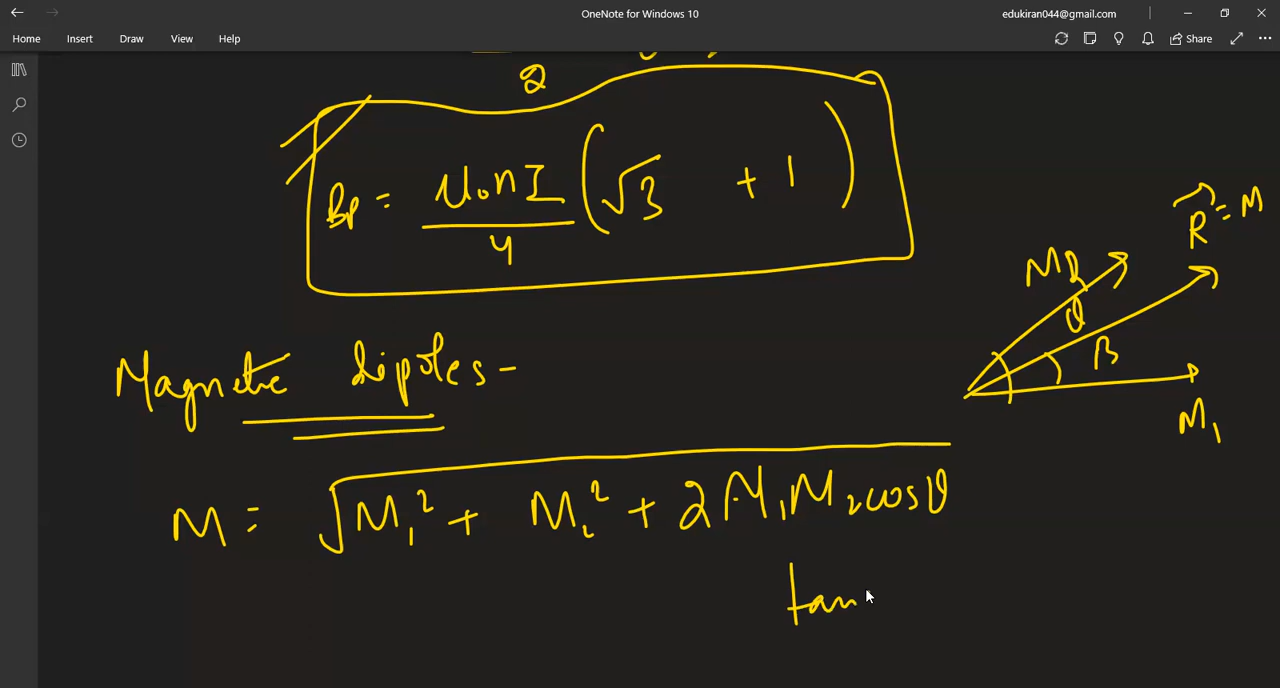 OneNote for Windows 10
edukiran044@gmail.com
Home Insert Draw View Help
Share
2
Bp = μ₀nI/4 (√3 + 1)
R⃗ = M
M2
θ
β
M₁
Magnetic dipoles -
M = √M₁² + M₂² + 2M₁M₂cosθ
tan